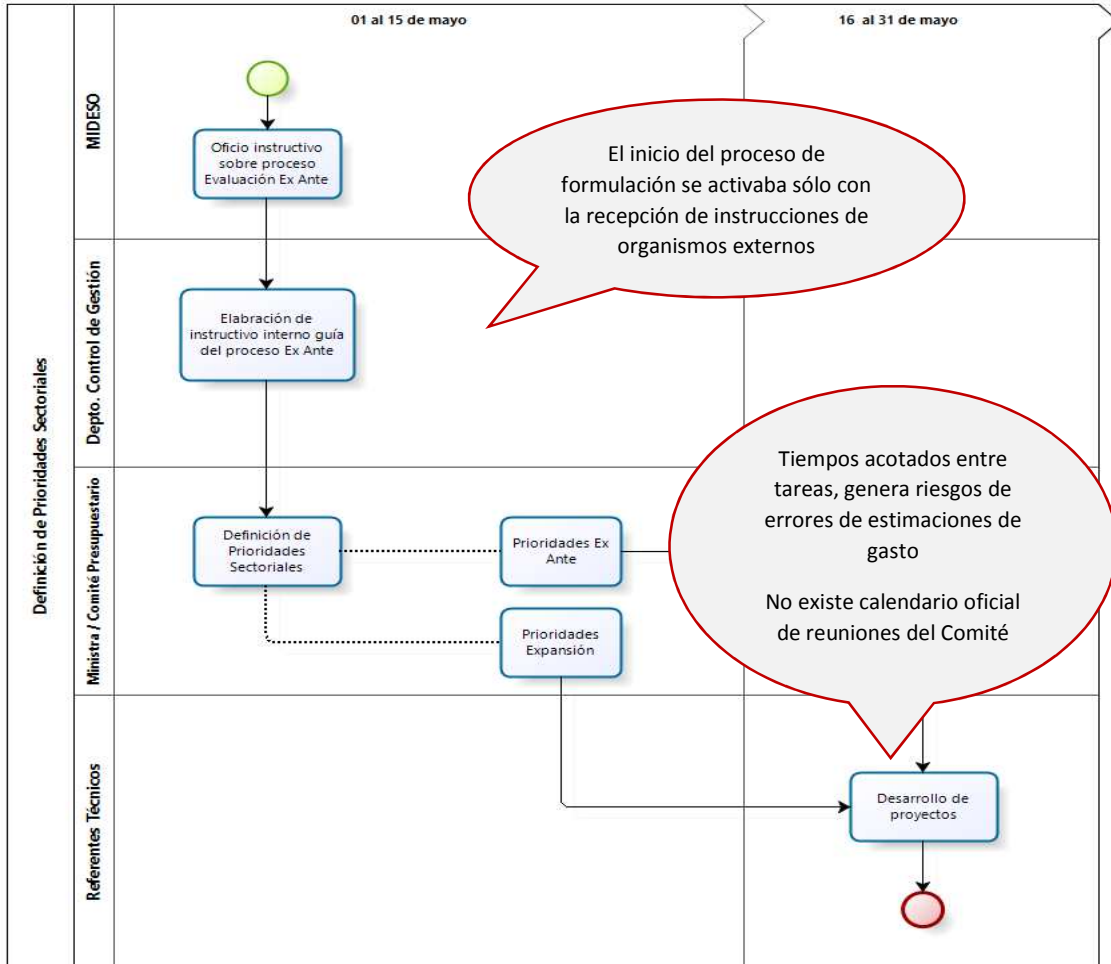 01 al 15 de mayo
16 al 31 de mayo
Definición de Prioridades Sectoriales
MIDESO
Oficio instructivo
sobre proceso
Evaluación Ex Ante
El inicio del proceso de
formulación se activaba sólo con
la recepción de instrucciones de
organismos externos
Depto. Control de Gestión
Elabración de
instructivo interno guía
del proceso Ex Ante
Ministra / Comité Presupuestario
Definición de
Prioridades
Sectoriales
Prioridades Ex
Ante
Prioridades
Expansión
Tiempos acotados entre
tareas, genera riesgos de
errores de estimaciones de
gasto
No existe calendario oficial
de reuniones del Comité
Referentes Técnicos
Desarrollo de
proyectos